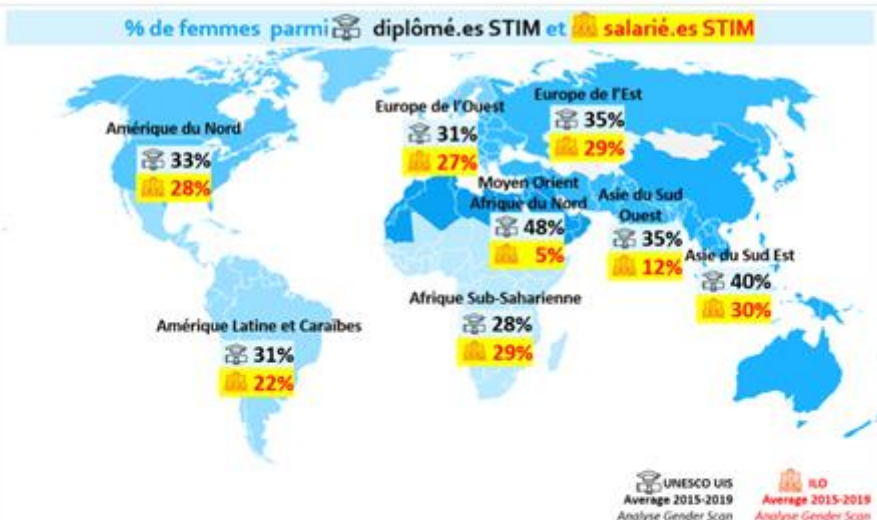 % de femmes parmi diplômé.es STIM et salarié.es STIM
Amérique du Nord
33%
28%
Europe de l'Ouest
31%
27%
Europe de l'Est
35%
29%
Moyen Orient
Afrique du Nord
48%
5%
Asie du Sud
Ouest
35%
12%
Asie du Sud Est
40%
30%
Afrique Sub-Saharienne
28%
29%
Amérique Latine et Caraïbes
31%
22%
UNESCO UIS
Average 2015-2019
Analyse Gender Scan
ILO
Average 2015-2019
Analyse Gender Scan